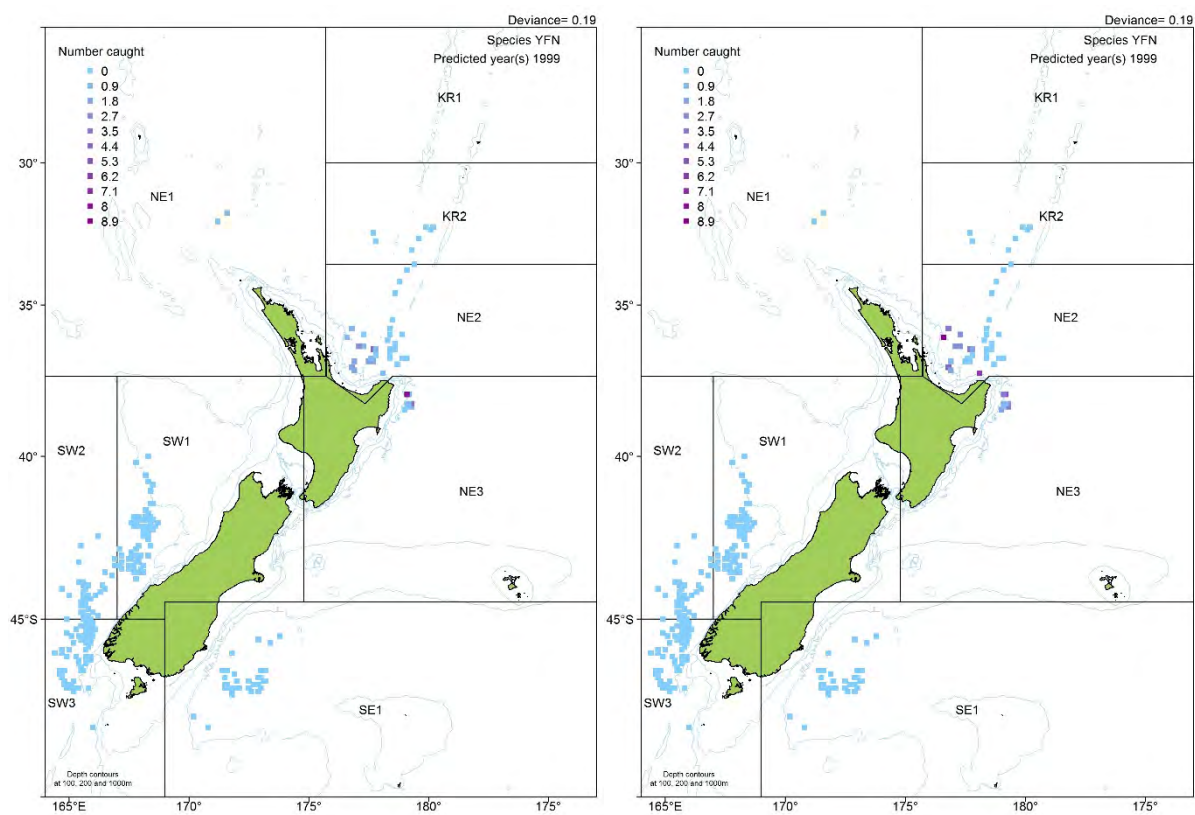 Deviance= 0.19
Species YFN
Predicted year(s) 1999
Number caught
0
0.9
1.8
2.7
3.5
4.4
5.3
6.2
7.1
8
8.9
KR1
30°
NE1
KR2
35°
NE2
SW2
SW1
40°
NE3
45°S
SW3
SE1
Depth contours
at 100, 200 and 1000m
165°E
170°
175°
180°
175°
Deviance= 0.19
Species YFN
Predicted year(s) 1999
Number caught
0
0.9
1.8
2.7
3.5
4.4
5.3
6.2
7.1
8
8.9
KR1
30°
NE1
KR2
35°
NE2
SW2
SW1
40°
NE3
45°S
SW3
SE1
Depth contours
at 100, 200 and 1000m
165°E
170°
175°
180°
175°